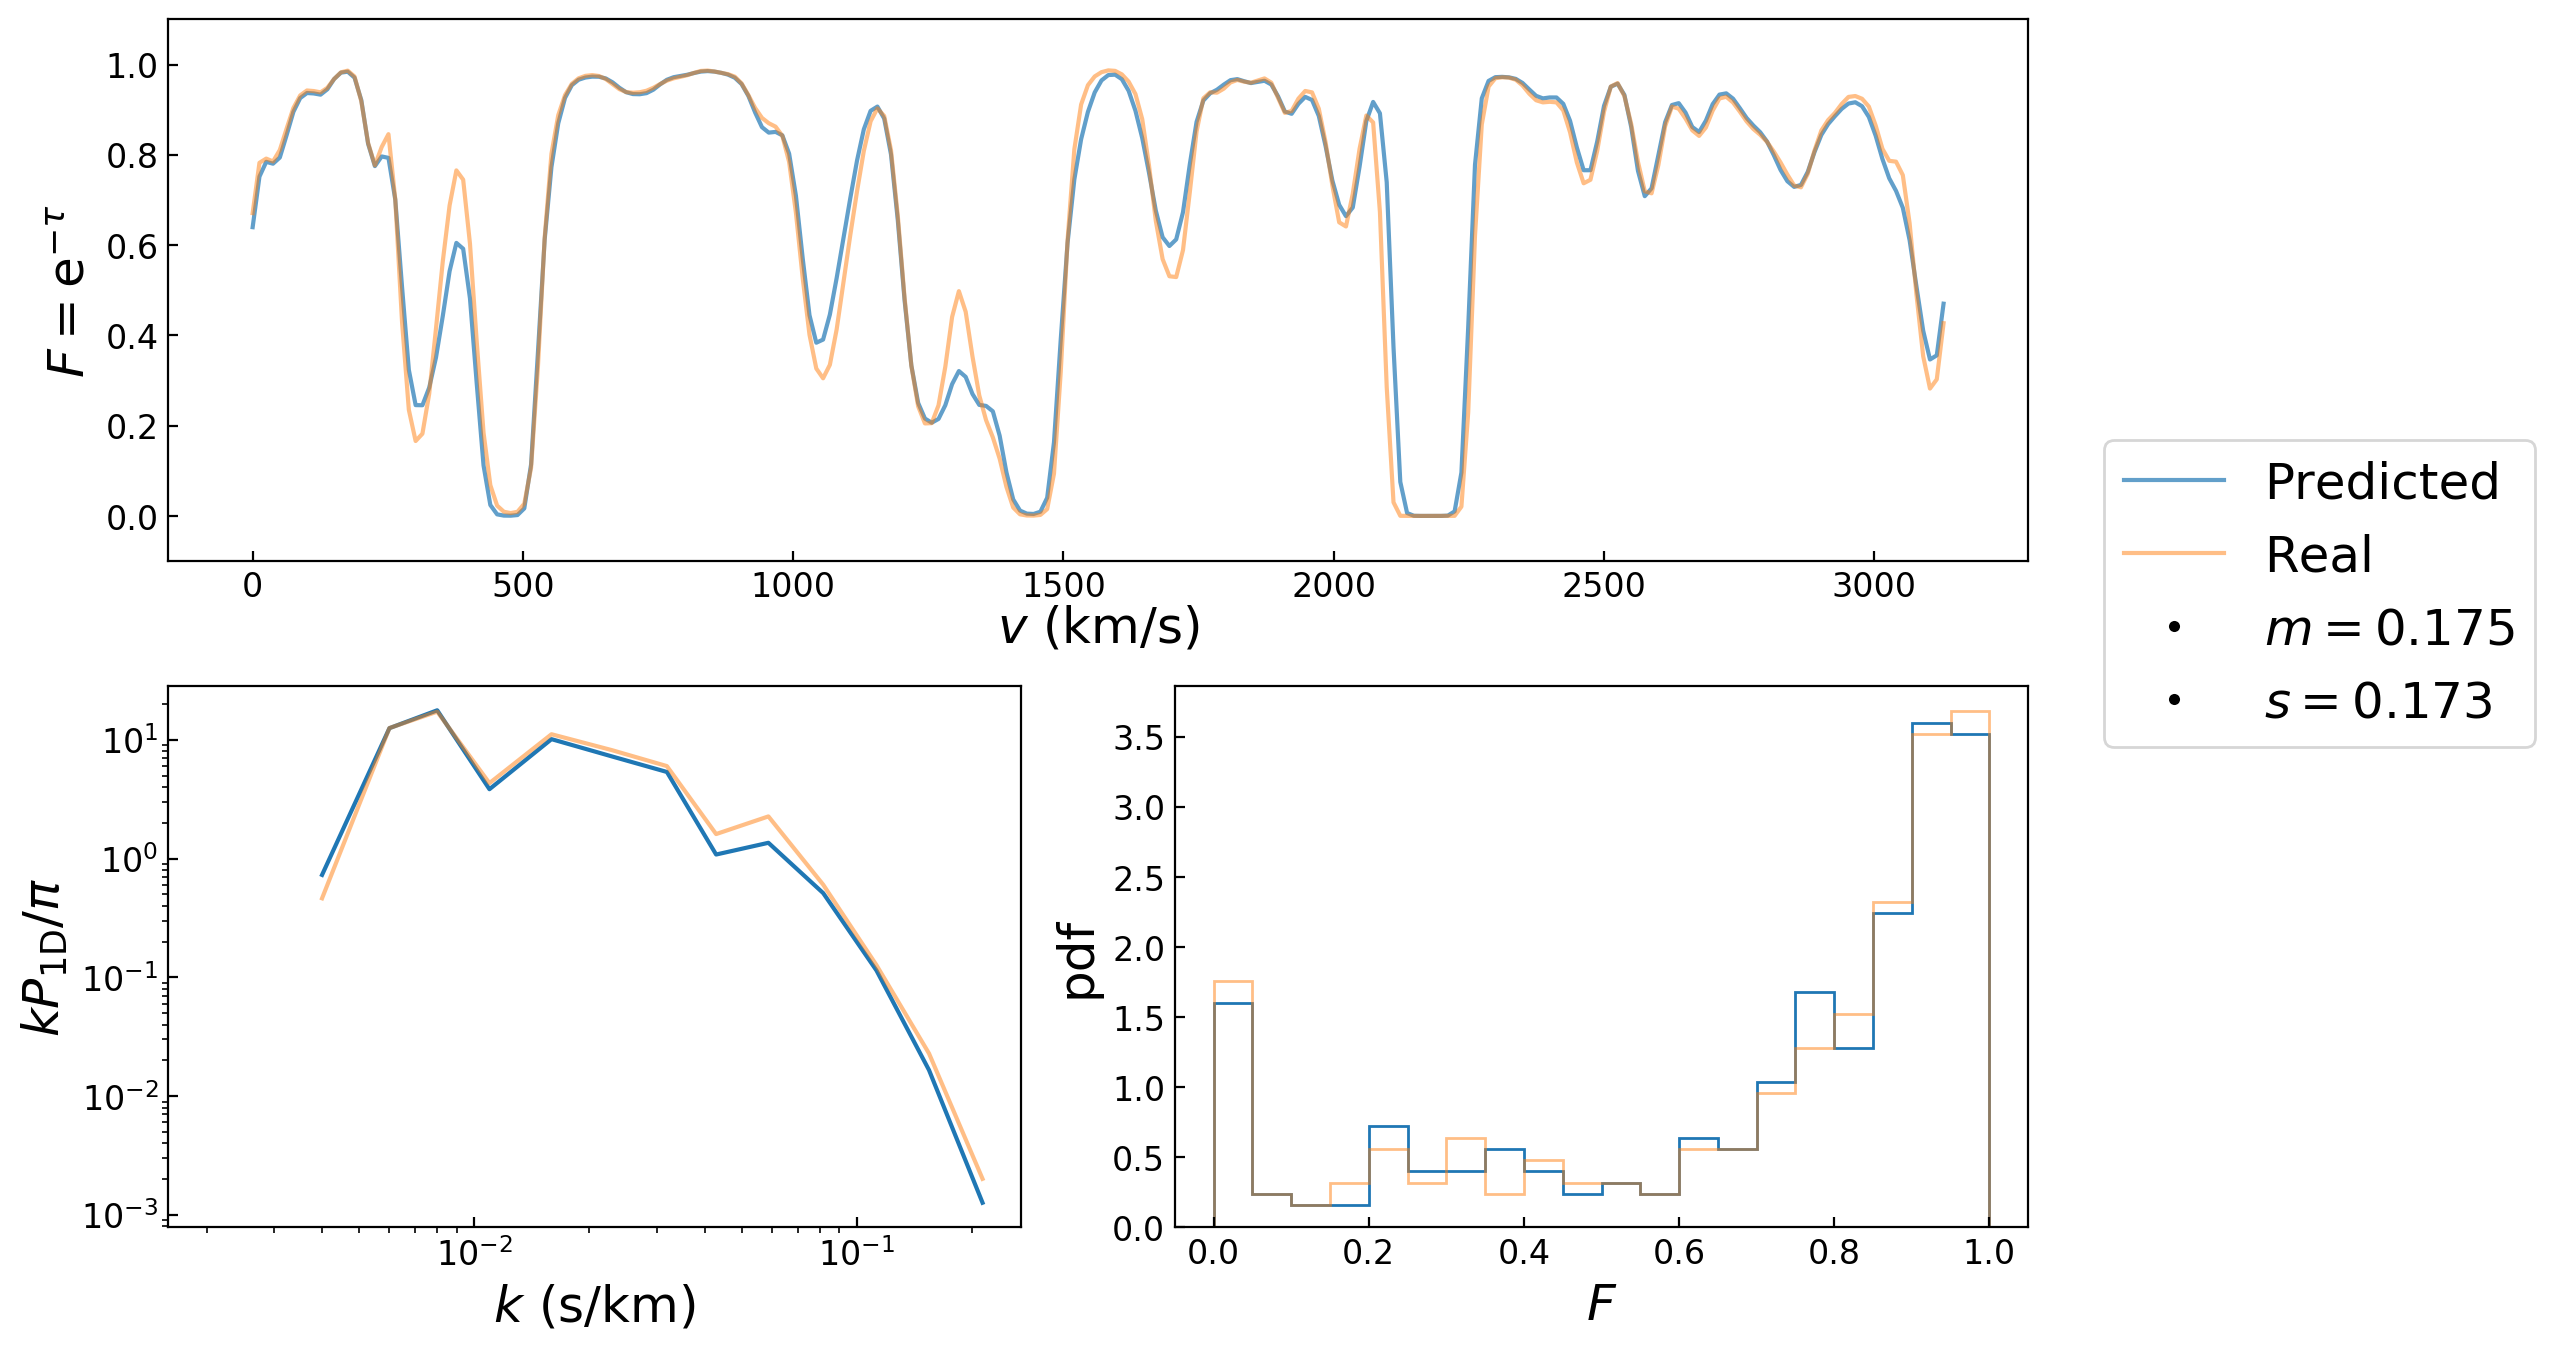 1.0
0.8
0.6
0.4
0.2
0.0
F = e^{−τ}
0 500 1000 1500 2000 2500 3000
v (km/s)
Predicted
Real
m = 0.175
s = 0.173
10^1
10^0
10^{−1}
10^{−2}
10^{−3}
kP_{1D}/π
10^{−2} 10^{−1}
k (s/km)
3.5
3.0
2.5
2.0
1.5
1.0
0.5
0.0
pdf
0.0 0.2 0.4 0.6 0.8 1.0
F